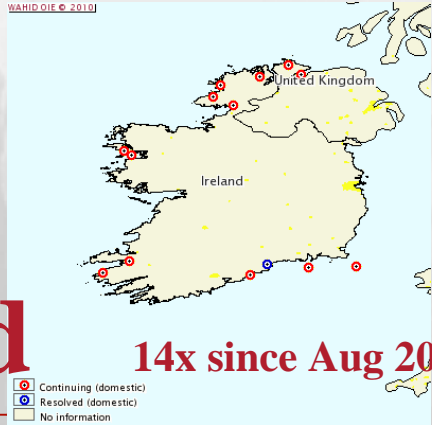 WAHID OIE © 2010
United Kingdom
Ireland
d
14x since Aug 20
Continuing (domestic)
Resolved (domestic)
No information